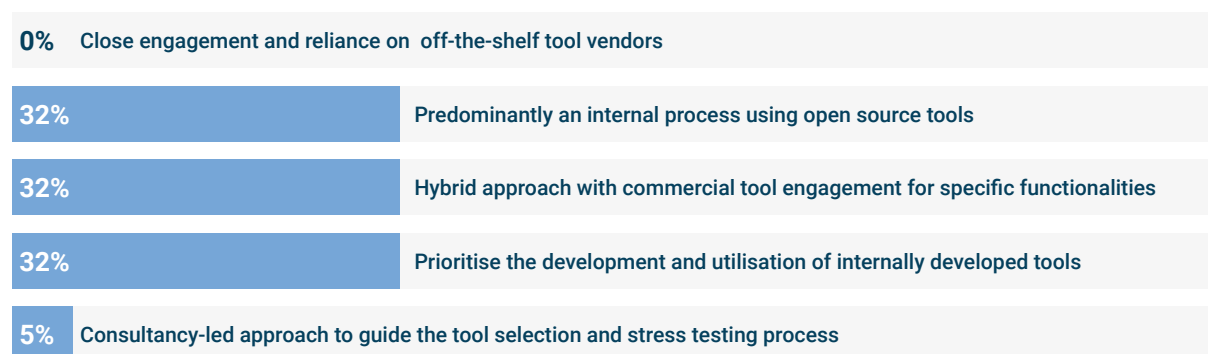 0% Close engagement and reliance on off-the-shelf tool vendors
32% Predominantly an internal process using open source tools
32% Hybrid approach with commercial tool engagement for specific functionalities
32% Prioritise the development and utilisation of internally developed tools
5% Consultancy-led approach to guide the tool selection and stress testing process